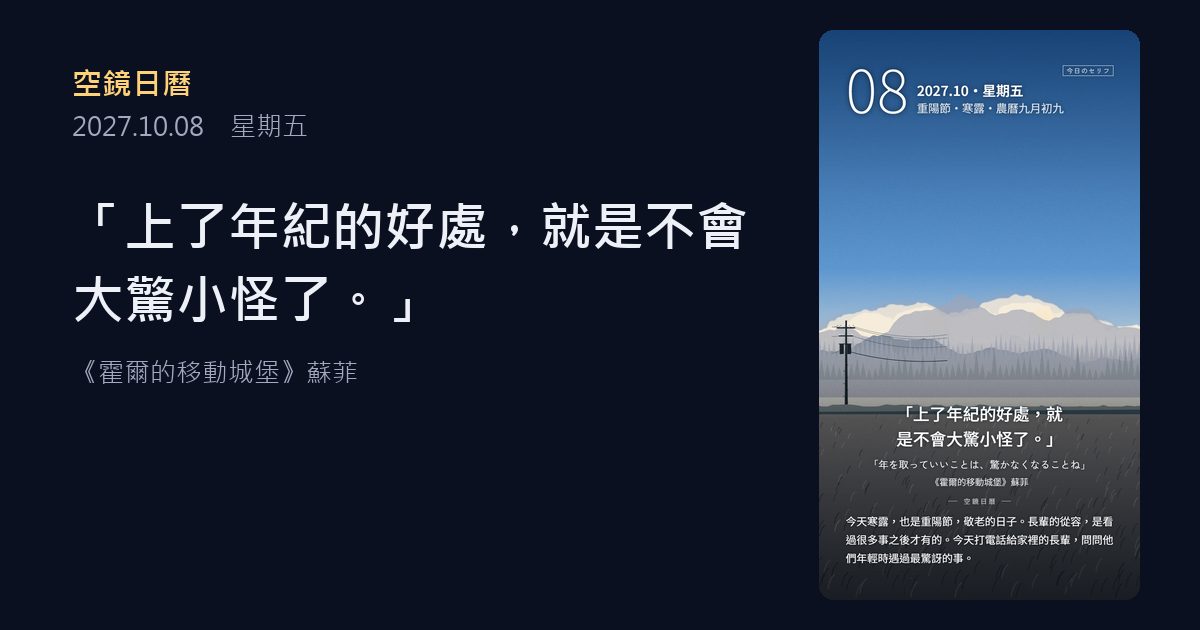 空鏡日曆
2027.10.08　星期五
「上了年紀的好處，就是不會
大驚小怪了。」
《霍爾的移動城堡》蘇菲
今日のセリフ
08
2027.10・星期五
重陽節・寒露・農曆九月初九
「上了年紀的好處，就
是不會大驚小怪了。」
「年を取っていいことは、驚かなくなることね」
《霍爾的移動城堡》蘇菲
— 空鏡日曆 —
今天寒露，也是重陽節，敬老的日子。長輩的從容，是看
過很多事之後才有的。今天打電話給家裡的長輩，問問他
們年輕時遇過最驚訝的事。